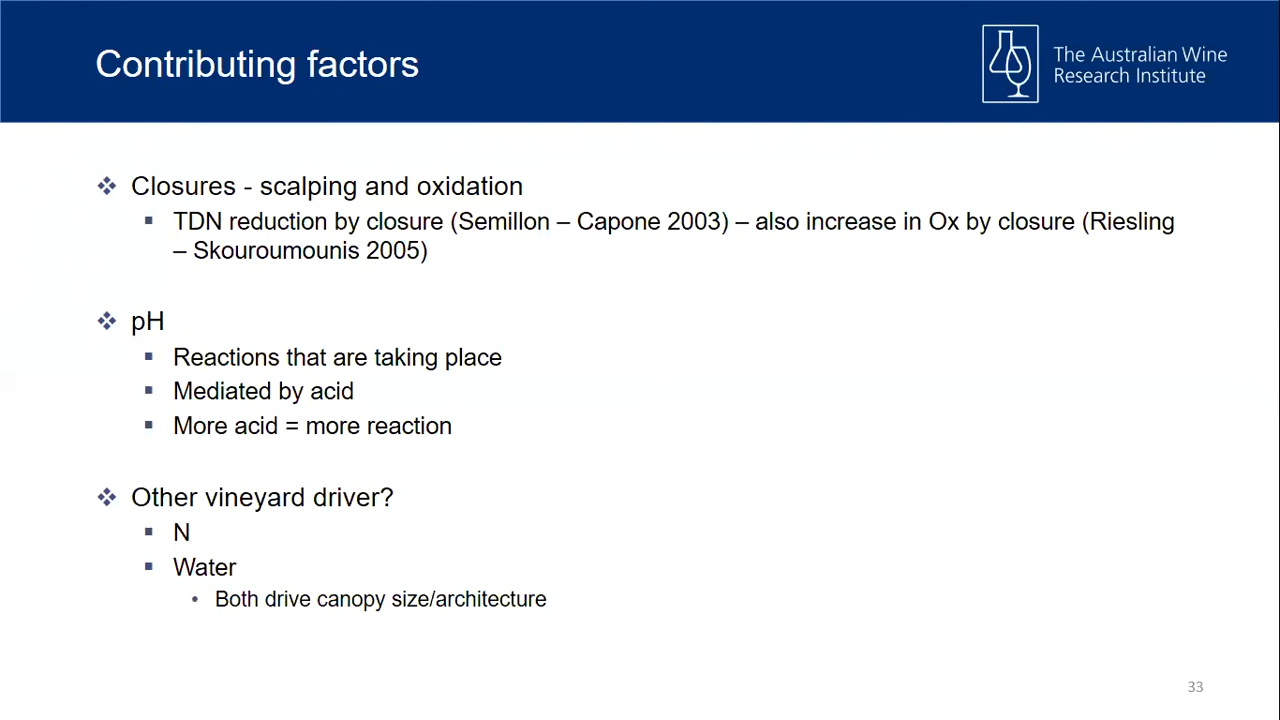 Contributing factors
The Australian Wine
Research Institute
Closures - scalping and oxidation
TDN reduction by closure (Semillon – Capone 2003) – also increase in Ox by closure (Riesling
– Skouroumounis 2005)
pH
Reactions that are taking place
Mediated by acid
More acid = more reaction
Other vineyard driver?
N
Water
Both drive canopy size/architecture
33